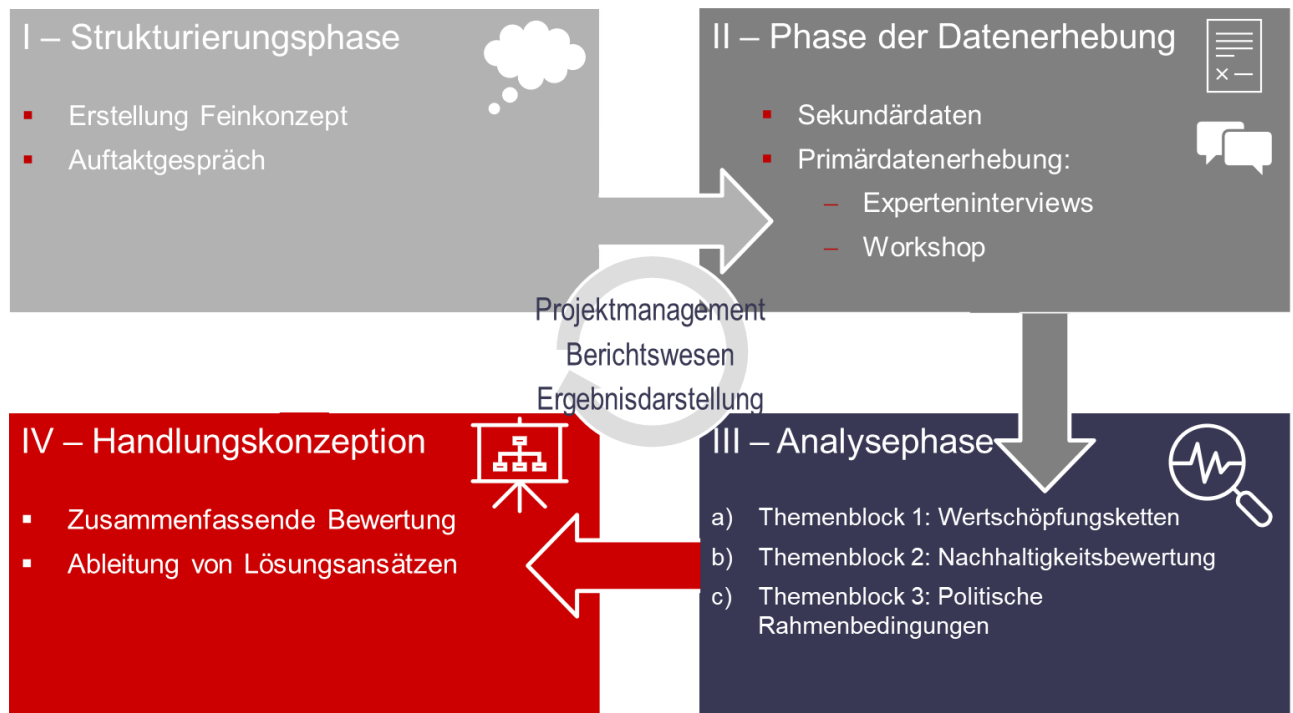 I – Strukturierungsphase
▪ Erstellung Feinkonzept
▪ Auftaktgespräch
II – Phase der Datenerhebung
▪ Sekundärdaten
▪ Primärdatenerhebung:
– Experteninterviews
– Workshop
Projektmanagement
Berichtswesen
Ergebnisdarstellung
III – Analysephase
a) Themenblock 1: Wertschöpfungsketten
b) Themenblock 2: Nachhaltigkeitsbewertung
c) Themenblock 3: Politische
Rahmenbedingungen
IV – Handlungskonzeption
▪ Zusammenfassende Bewertung
▪ Ableitung von Lösungsansätzen